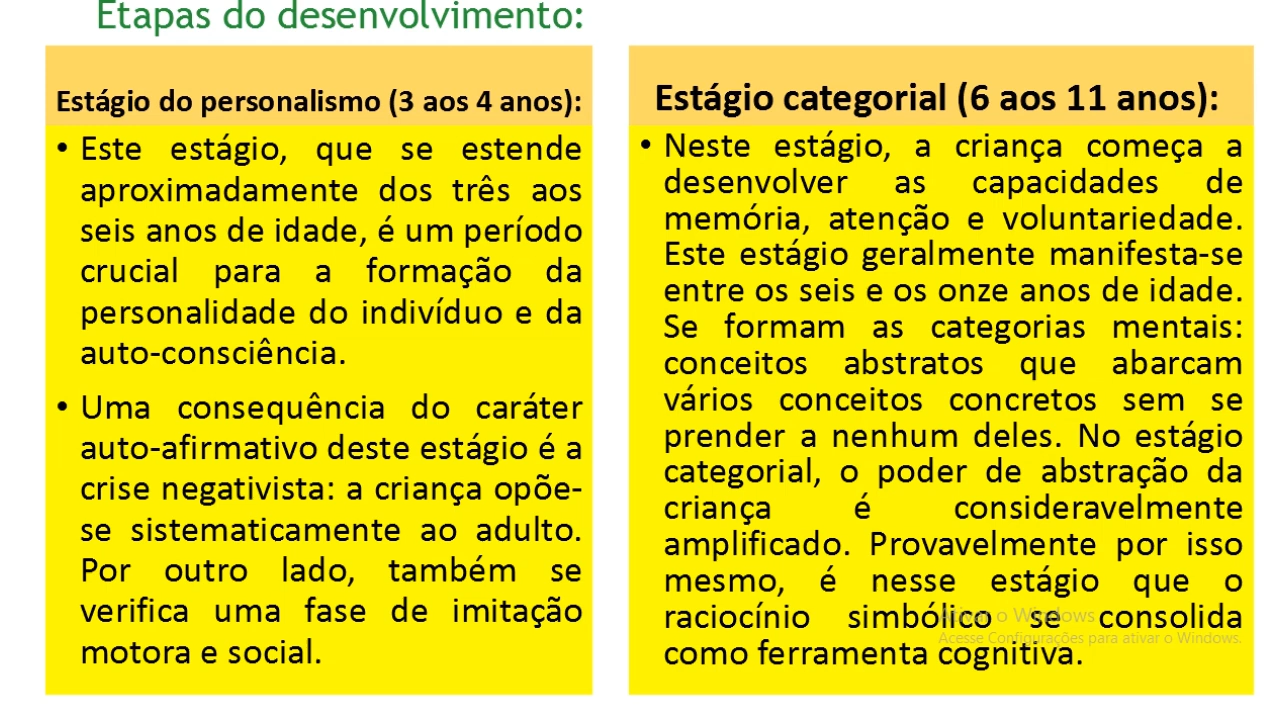 Etapas do desenvolvimento:
Estágio do personalismo (3 aos 4 anos):
• Este estágio, que se estende
aproximadamente dos três aos
seis anos de idade, é um período
crucial para a formação da
personalidade do indivíduo e da
auto-consciência.
• Uma consequência do caráter
auto-afirmativo deste estágio é a
crise negativista: a criança opõe-
se sistematicamente ao adulto.
Por outro lado, também se
verifica uma fase de imitação
motora e social.
Estágio categorial (6 aos 11 anos):
• Neste estágio, a criança começa a
desenvolver as capacidades de
memória, atenção e voluntariedade.
Este estágio geralmente manifesta-se
entre os seis e os onze anos de idade.
Se formam as categorias mentais:
conceitos abstratos que abarcam
vários conceitos concretos sem se
prender a nenhum deles. No estágio
categorial, o poder de abstração da
criança é consideravelmente
amplificado. Provavelmente por isso
mesmo, é nesse estágio que o
raciocínio simbólico se consolida
como ferramenta cognitiva.
Ativar o Windows
Acesse Configurações para ativar o Windows.